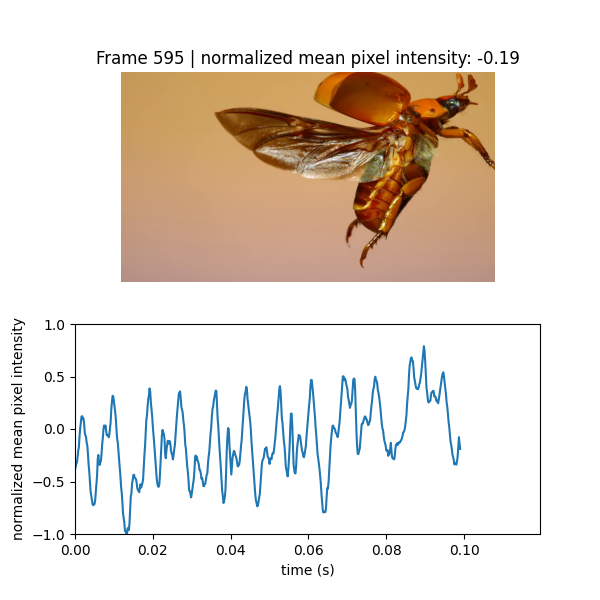 Frame 595 | normalized mean pixel intensity: -0.19
normalized mean pixel intensity
1.0
0.5
0.0
−0.5
−1.0
0.00 0.02 0.04 0.06 0.08 0.10
time (s)